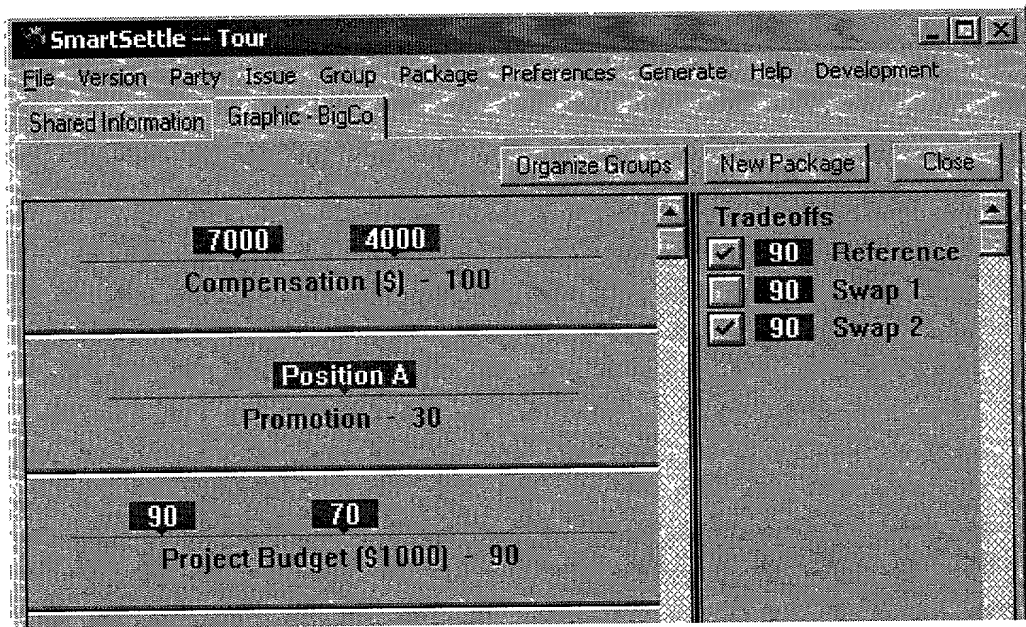 SmartSettle -- Tour
File Version Party Issue Group Package Preferences Generate Help Development
Shared Information Graphic - BigCo
Organize Groups New Package Close
7000 4000
Compensation ($) - 100
Position A
Promotion - 30
90 70
Project Budget ($1000) - 90
Tradeoffs
90 Reference
90 Swap 1
90 Swap 2